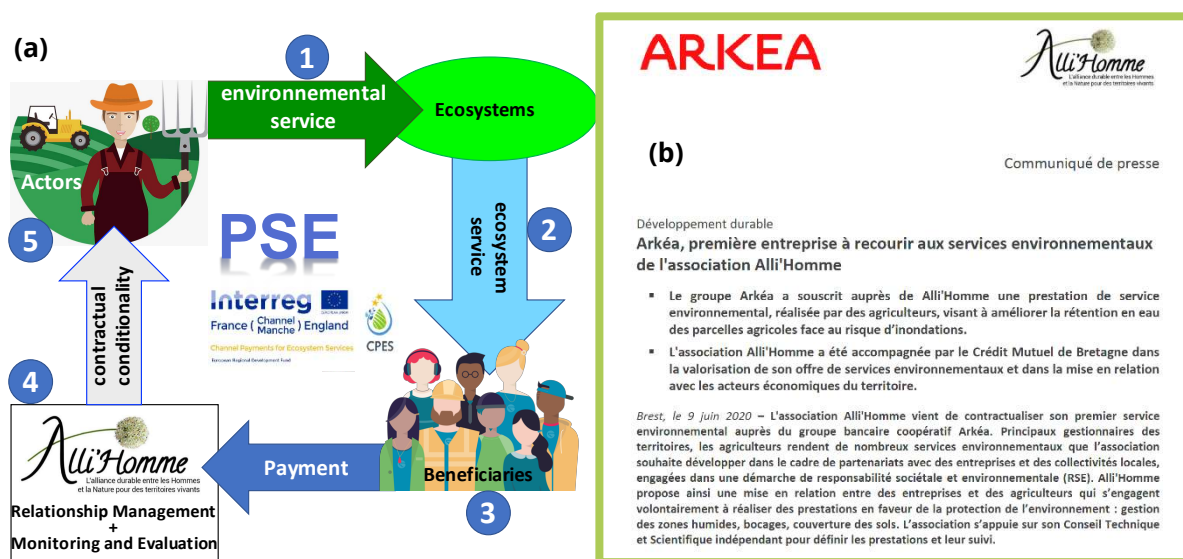 (a)
1
environnemental
service
Ecosystems
Actors
5
PSE
ecosystem
service
2
Interreg
EUROPEAN UNION
France ( Channel Manche ) England
CPES
Channel Payments for Ecosystem Services
European Regional Development Fund
contractual
conditionality
4
Alli'Homme
L'alliance durable entre les Hommes
et la Nature pour des territoires vivants
Relationship Management
+
Monitoring and Evaluation
Payment
Beneficiaries
3
ARKEA
Alli'Homme
L'alliance durable entre les Hommes
et la Nature pour des territoires vivants
(b)
Communiqué de presse
Développement durable
Arkéa, première entreprise à recourir aux services environnementaux
de l'association Alli'Homme
▪ Le groupe Arkéa a souscrit auprès de Alli'Homme une prestation de service
environnemental, réalisée par des agriculteurs, visant à améliorer la rétention en eau
des parcelles agricoles face au risque d'inondations.
▪ L'association Alli'Homme a été accompagnée par le Crédit Mutuel de Bretagne dans
la valorisation de son offre de services environnementaux et dans la mise en relation
avec les acteurs économiques du territoire.
Brest, le 9 juin 2020 – L'association Alli'Homme vient de contractualiser son premier service
environnemental auprès du groupe bancaire coopératif Arkéa. Principaux gestionnaires des
territoires, les agriculteurs rendent de nombreux services environnementaux que l'association
souhaite développer dans le cadre de partenariats avec des entreprises et des collectivités locales,
engagées dans une démarche de responsabilité sociétale et environnementale (RSE). Alli'Homme
propose ainsi une mise en relation entre des entreprises et des agriculteurs qui s'engagent
volontairement à réaliser des prestations en faveur de la protection de l'environnement : gestion
des zones humides, bocages, couverture des sols. L'association s'appuie sur son Conseil Technique
et Scientifique indépendant pour définir les prestations et leur suivi.